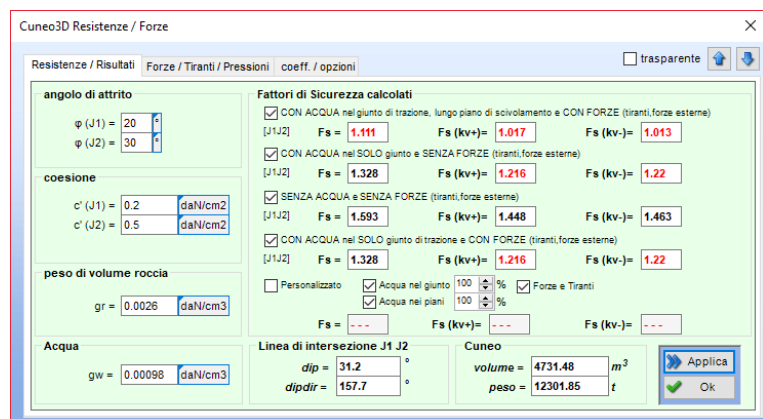 Cuneo3D Resistenze / Forze
Resistenze / Risultati Forze / Tiranti / Pressioni coeff. / opzioni trasparente
angolo di attrito
φ (J1) = 20 °
φ (J2) = 30 °
coesione
c' (J1) = 0.2 daN/cm2
c' (J2) = 0.5 daN/cm2
peso di volume roccia
gr = 0.0026 daN/cm3
Acqua
gw = 0.00098 daN/cm3
Fattori di Sicurezza calcolati
CON ACQUA nel giunto di trazione, lungo piano di scivolamento e CON FORZE (tiranti,forze esterne)
[J1J2] Fs = 1.111 Fs (kv+)= 1.017 Fs (kv-)= 1.013
CON ACQUA nel SOLO giunto e SENZA FORZE (tiranti,forze esterne)
[J1J2] Fs = 1.328 Fs (kv+)= 1.216 Fs (kv-)= 1.22
SENZA ACQUA e SENZA FORZE (tiranti,forze esterne)
[J1J2] Fs = 1.593 Fs (kv+)= 1.448 Fs (kv-)= 1.463
CON ACQUA nel SOLO giunto di trazione e CON FORZE (tiranti,forze esterne)
[J1J2] Fs = 1.328 Fs (kv+)= 1.216 Fs (kv-)= 1.22
Personalizzato Acqua nel giunto 100 % Forze e Tiranti
Acqua nei piani 100 %
Fs = - - - Fs (kv+)= - - - Fs (kv-)= - - -
Linea di intersezione J1 J2
dip = 31.2 °
dipdir = 157.7 °
Cuneo
volume = 4731.48 m3
peso = 12301.85 t
Applica
Ok